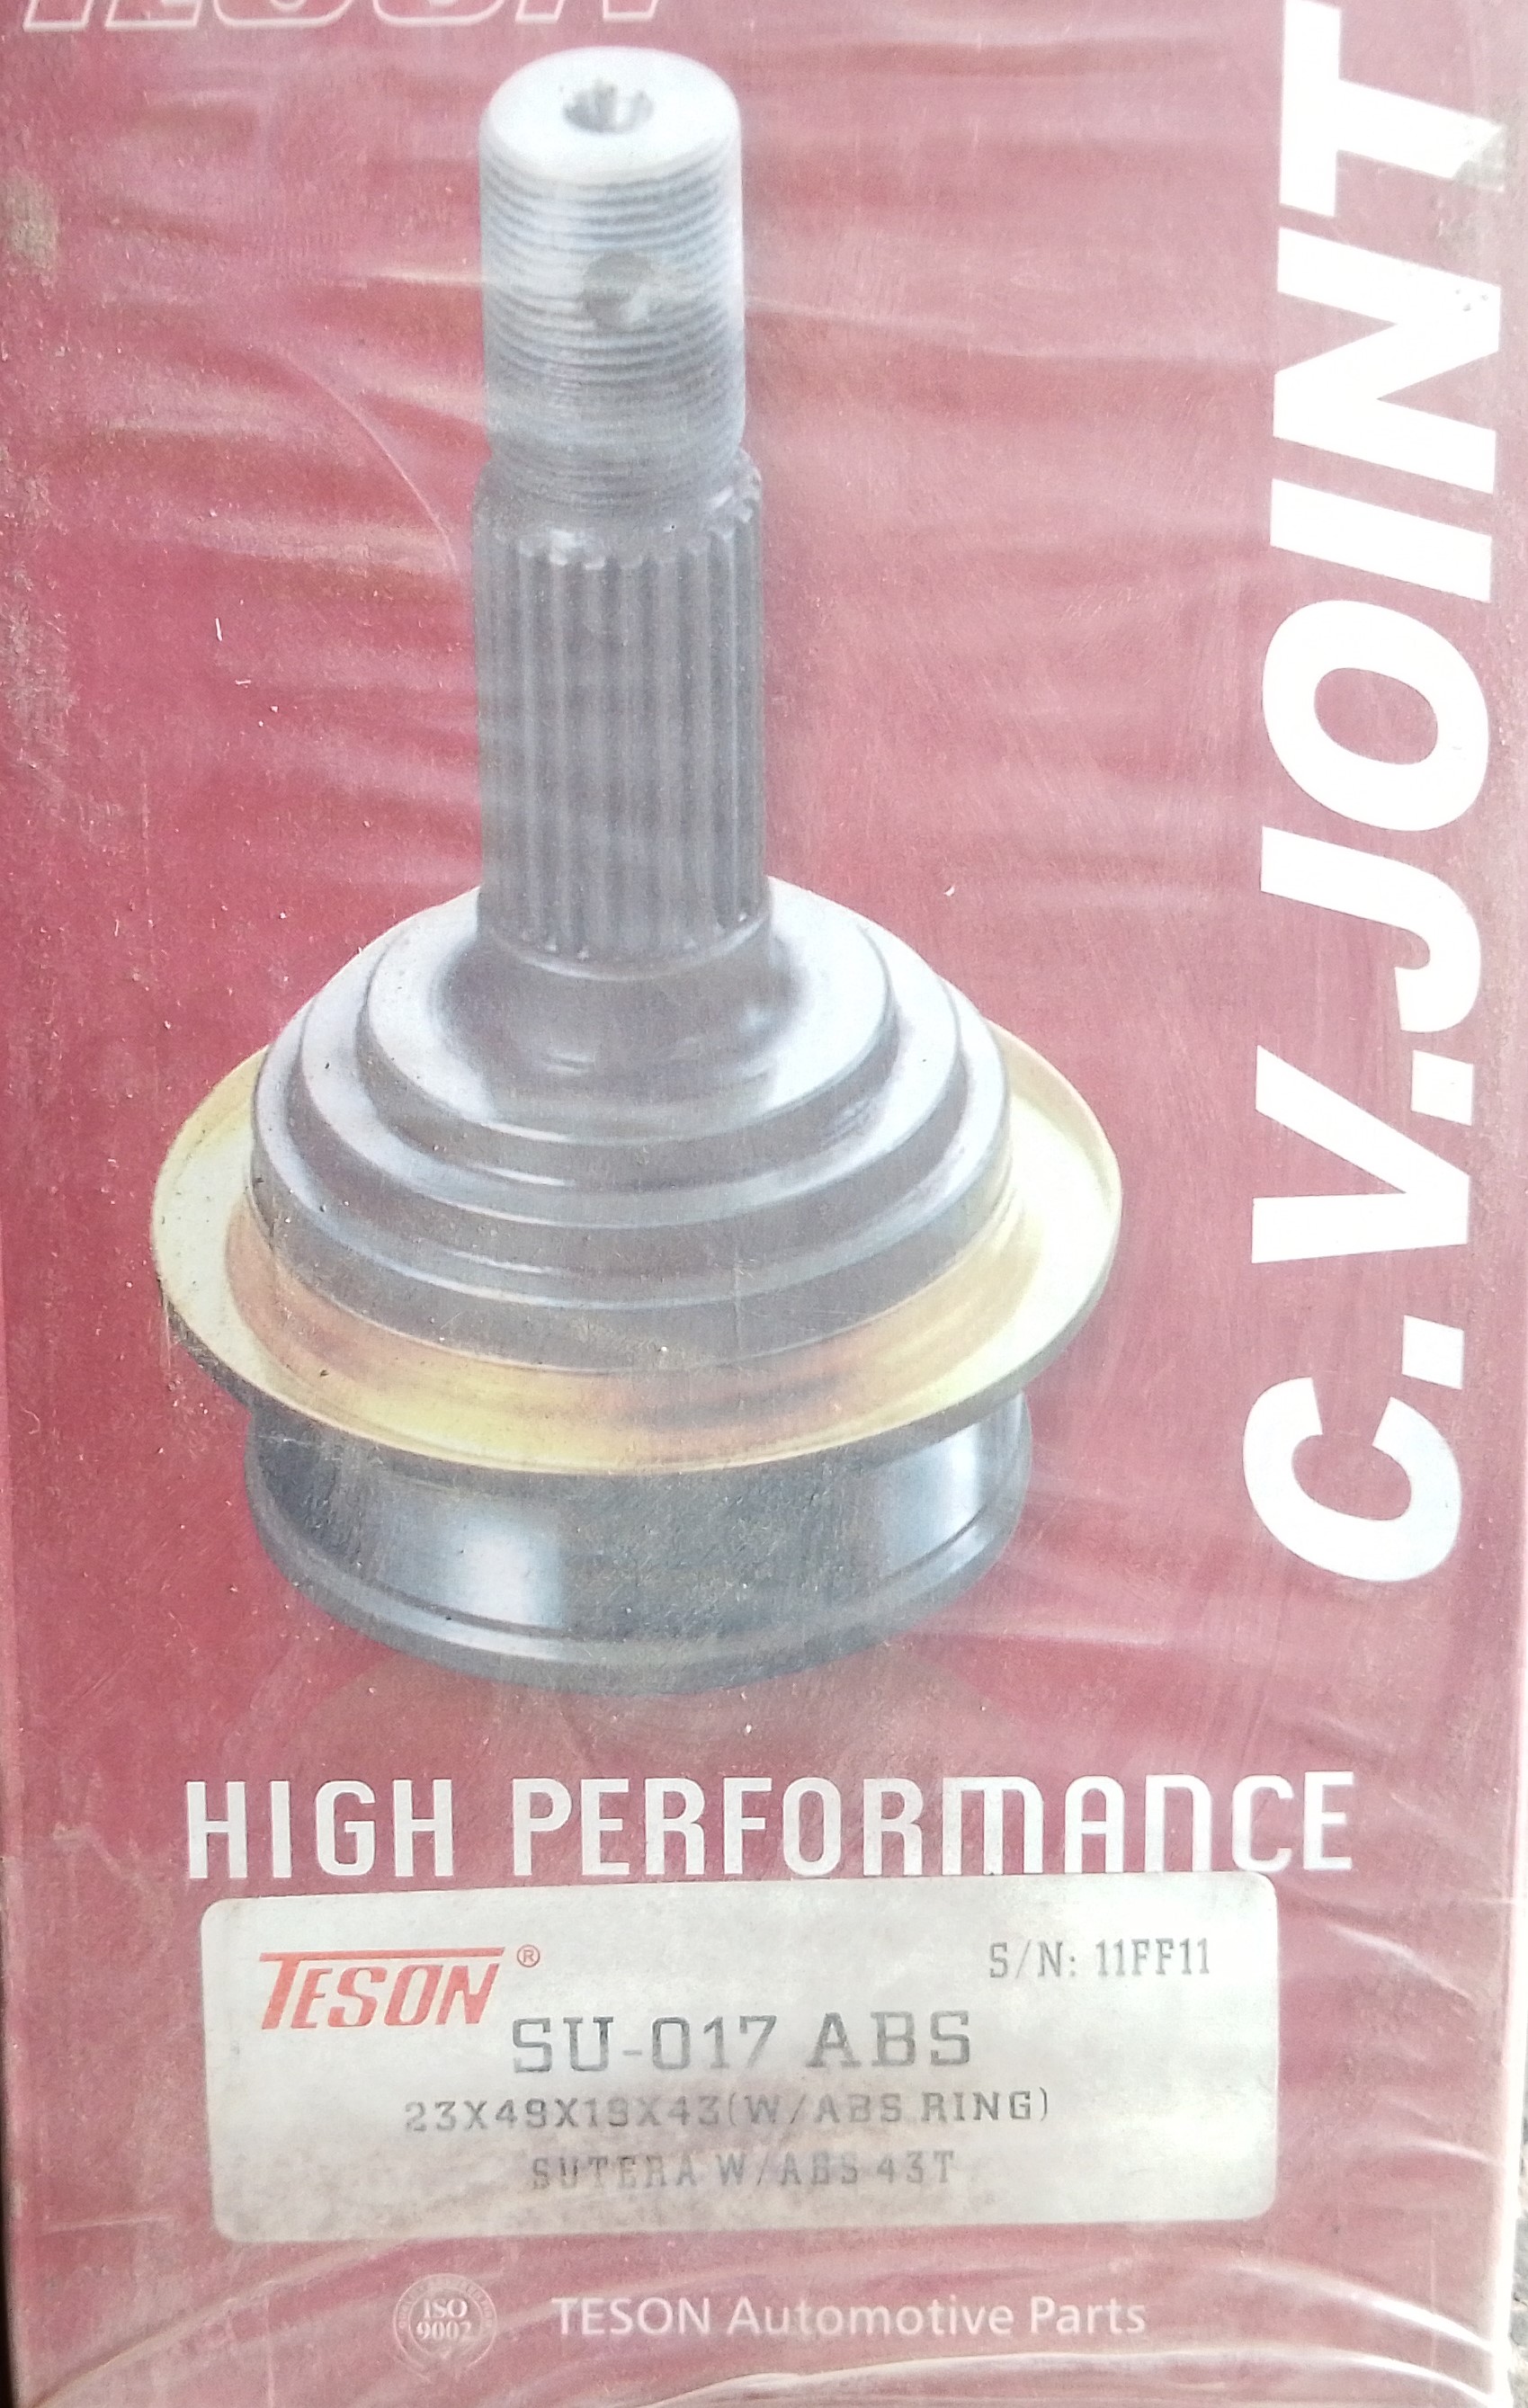 TESON
C.V.JOINT
HIGH PERFORMANCE
TESON®
S/N: 11FF11
SU-017 ABS
23X49X19X43(W/ABS RING)
SUTERA W/ABS 43T
ISO
9002
TESON Automotive Parts